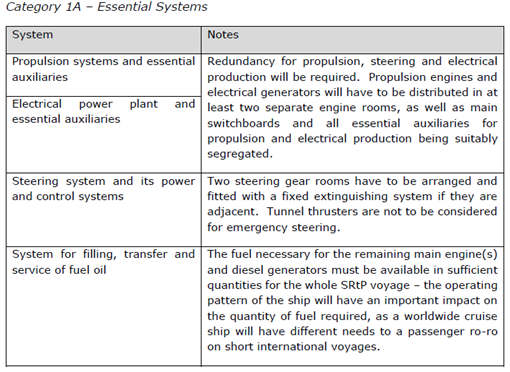 Category 1A – Essential Systems
System
Notes
Propulsion systems and essential
auxiliaries
Electrical power plant and
essential auxiliaries
Redundancy for propulsion, steering and electrical
production will be required. Propulsion engines and
electrical generators will have to be distributed in at
least two separate engine rooms, as well as main
switchboards and all essential auxiliaries for
propulsion and electrical production being suitably
segregated.
Steering system and its power
and control systems
Two steering gear rooms have to be arranged and
fitted with a fixed extinguishing system if they are
adjacent. Tunnel thrusters are not to be considered
for emergency steering.
System for filling, transfer and
service of fuel oil
The fuel necessary for the remaining main engine(s)
and diesel generators must be available in sufficient
quantities for the whole SRtP voyage – the operating
pattern of the ship will have an important impact on
the quantity of fuel required, as a worldwide cruise
ship will have different needs to a passenger ro-ro
on short international voyages.